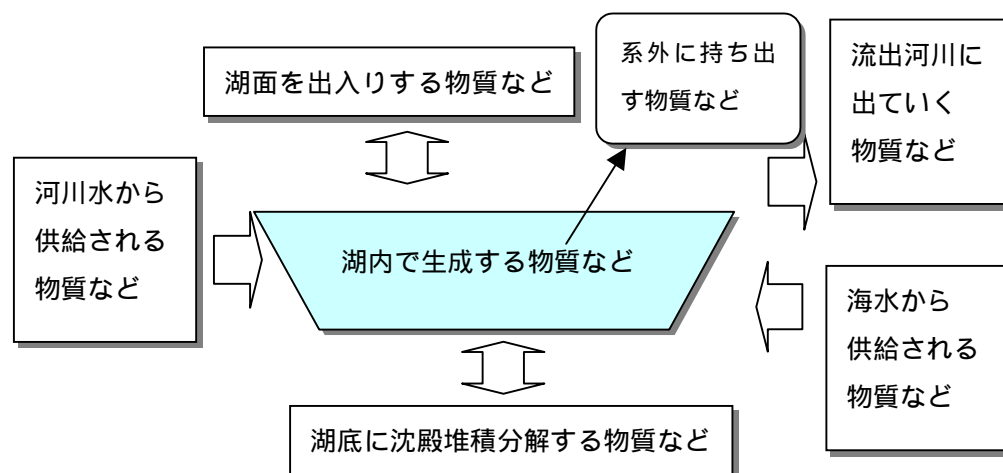 湖面を出入りする物質など
系外に持ち出
す物質など
流出河川に
出ていく
物質など
河川水から
供給される
物質など
湖内で生成する物質など
海水から
供給される
物質など
湖底に沈殿堆積分解する物質など